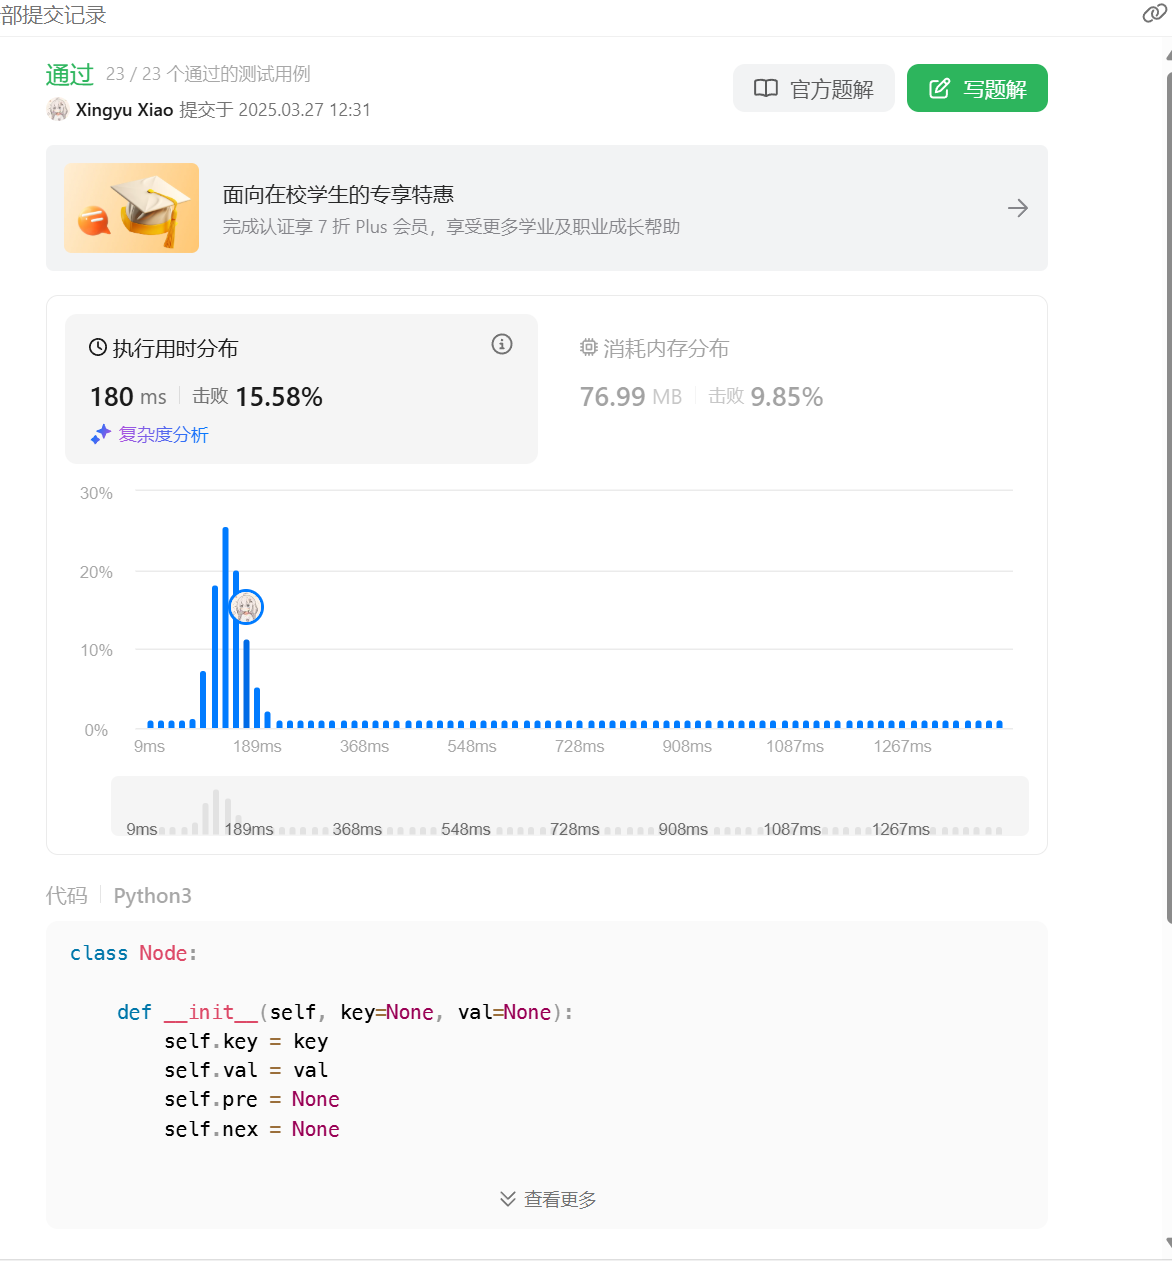 部提交记录
通过 23 / 23 个通过的测试用例
官方题解
写题解
Xingyu Xiao 提交于 2025.03.27 12:31
面向在校学生的专享特惠
完成认证享 7 折 Plus 会员，享受更多学业及职业成长帮助
执行用时分布
180 ms 击败 15.58%
复杂度分析
消耗内存分布
76.99 MB 击败 9.85%
30%
20%
10%
0%
9ms 189ms 368ms 548ms 728ms 908ms 1087ms 1267ms
9ms 189ms 368ms 548ms 728ms 908ms 1087ms 1267ms
代码 Python3
class Node:
    def __init__(self, key=None, val=None):
        self.key = key
        self.val = val
        self.pre = None
        self.nex = None
查看更多